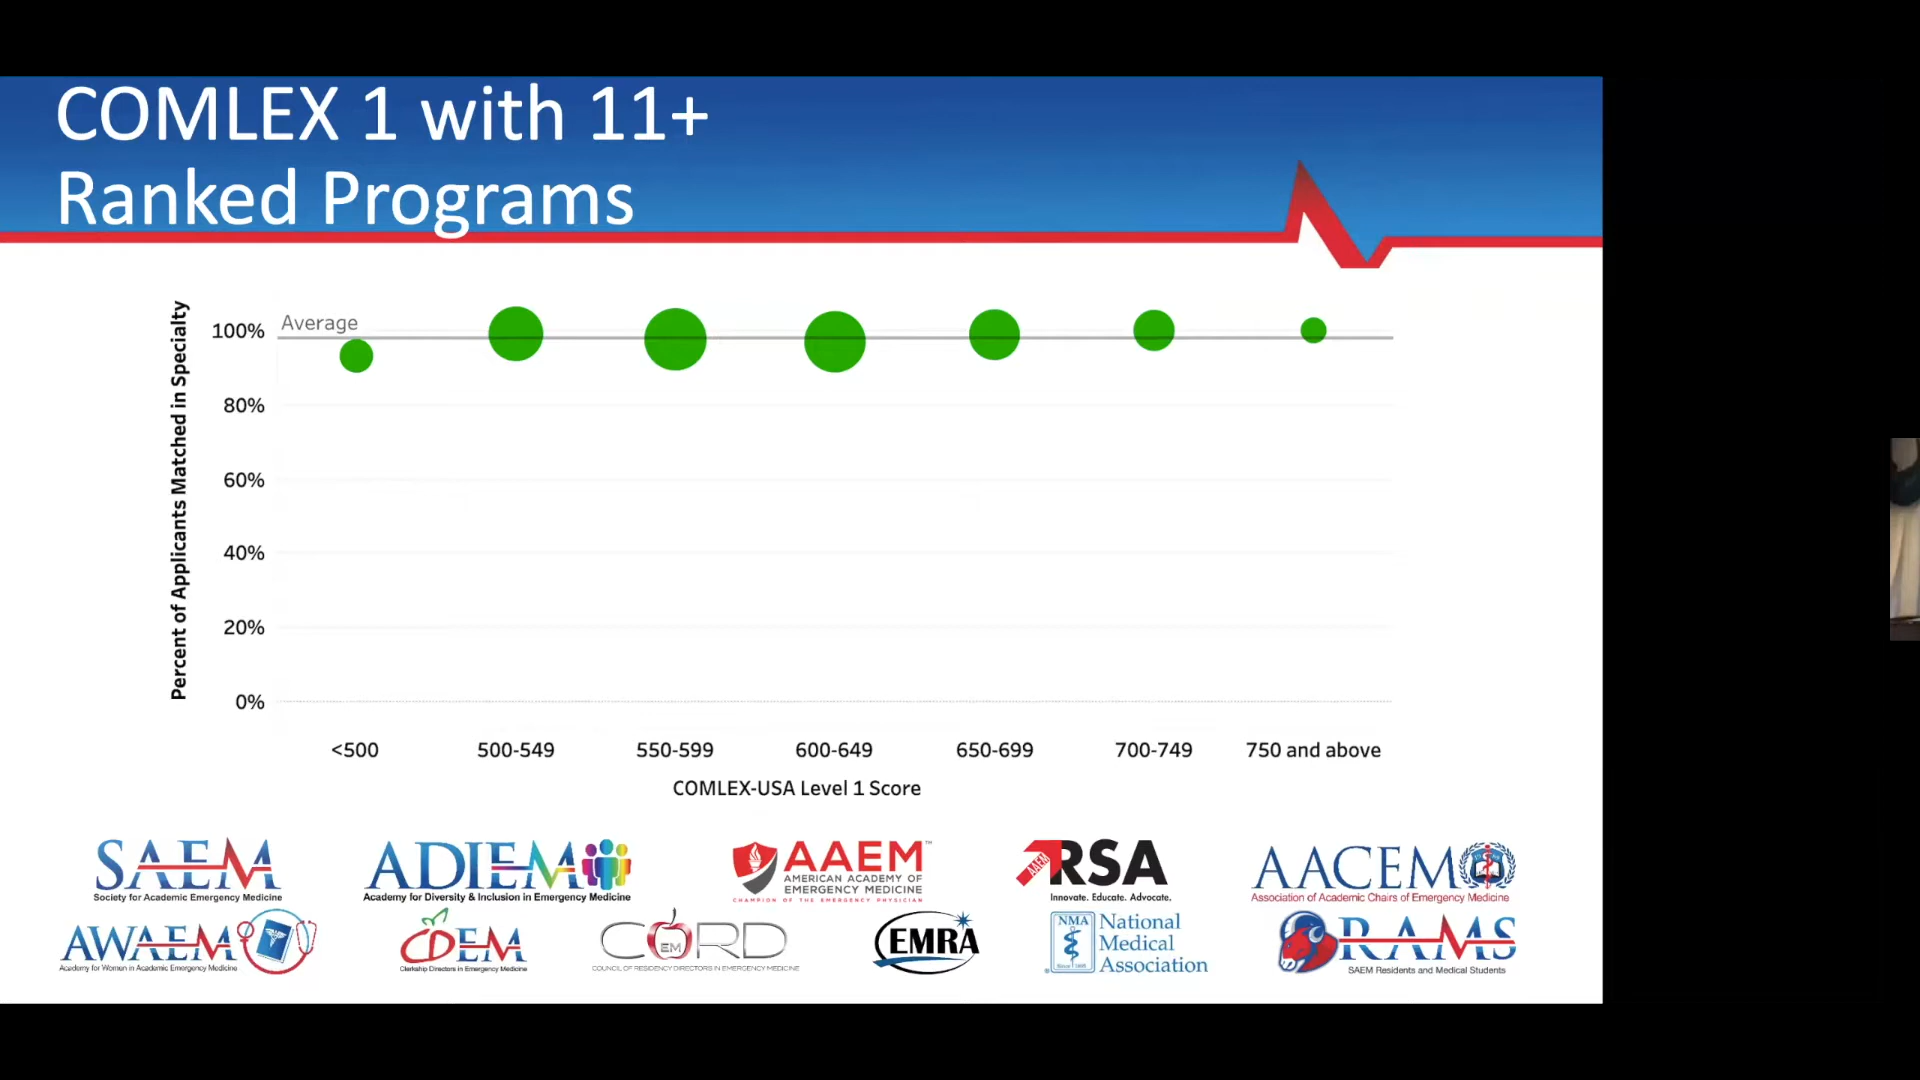 COMLEX 1 with 11+
Ranked Programs
Percent of Applicants Matched in Specialty
Average
100%
80%
60%
40%
20%
0%
<500 500-549 550-599 600-649 650-699 700-749 750 and above
COMLEX-USA Level 1 Score
SAEM
Society for Academic Emergency Medicine
ADIEM
Academy for Diversity & Inclusion in Emergency Medicine
AAEM™
AMERICAN ACADEMY OF
EMERGENCY MEDICINE
CHAMPION OF THE EMERGENCY PHYSICIAN
AAEM
RSA
Innovate. Educate. Advocate.
AACEM
Association of Academic Chairs of Emergency Medicine
AWAEM
Academy for Women in Academic Emergency Medicine
CDEM
Clerkship Directors in Emergency Medicine
CORD
EM
COUNCIL OF RESIDENCY DIRECTORS IN EMERGENCY MEDICINE
EMRA
NMA
National
Medical
Association
RAMS
SAEM Residents and Medical Students